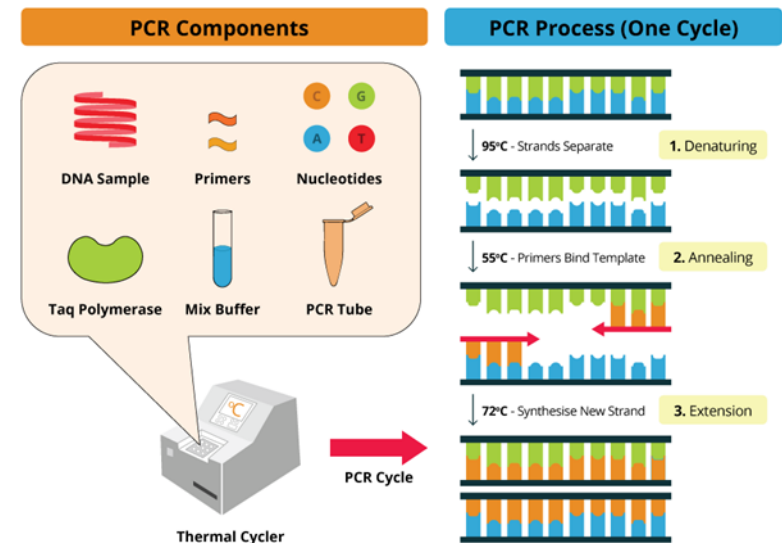 PCR Components
PCR Process (One Cycle)
C
G
A
T
DNA Sample
Primers
Nucleotides
Taq Polymerase
Mix Buffer
PCR Tube
°C
Thermal Cycler
PCR Cycle
95ºC - Strands Separate
1. Denaturing
55ºC - Primers Bind Template
2. Annealing
72ºC - Synthesise New Strand
3. Extension